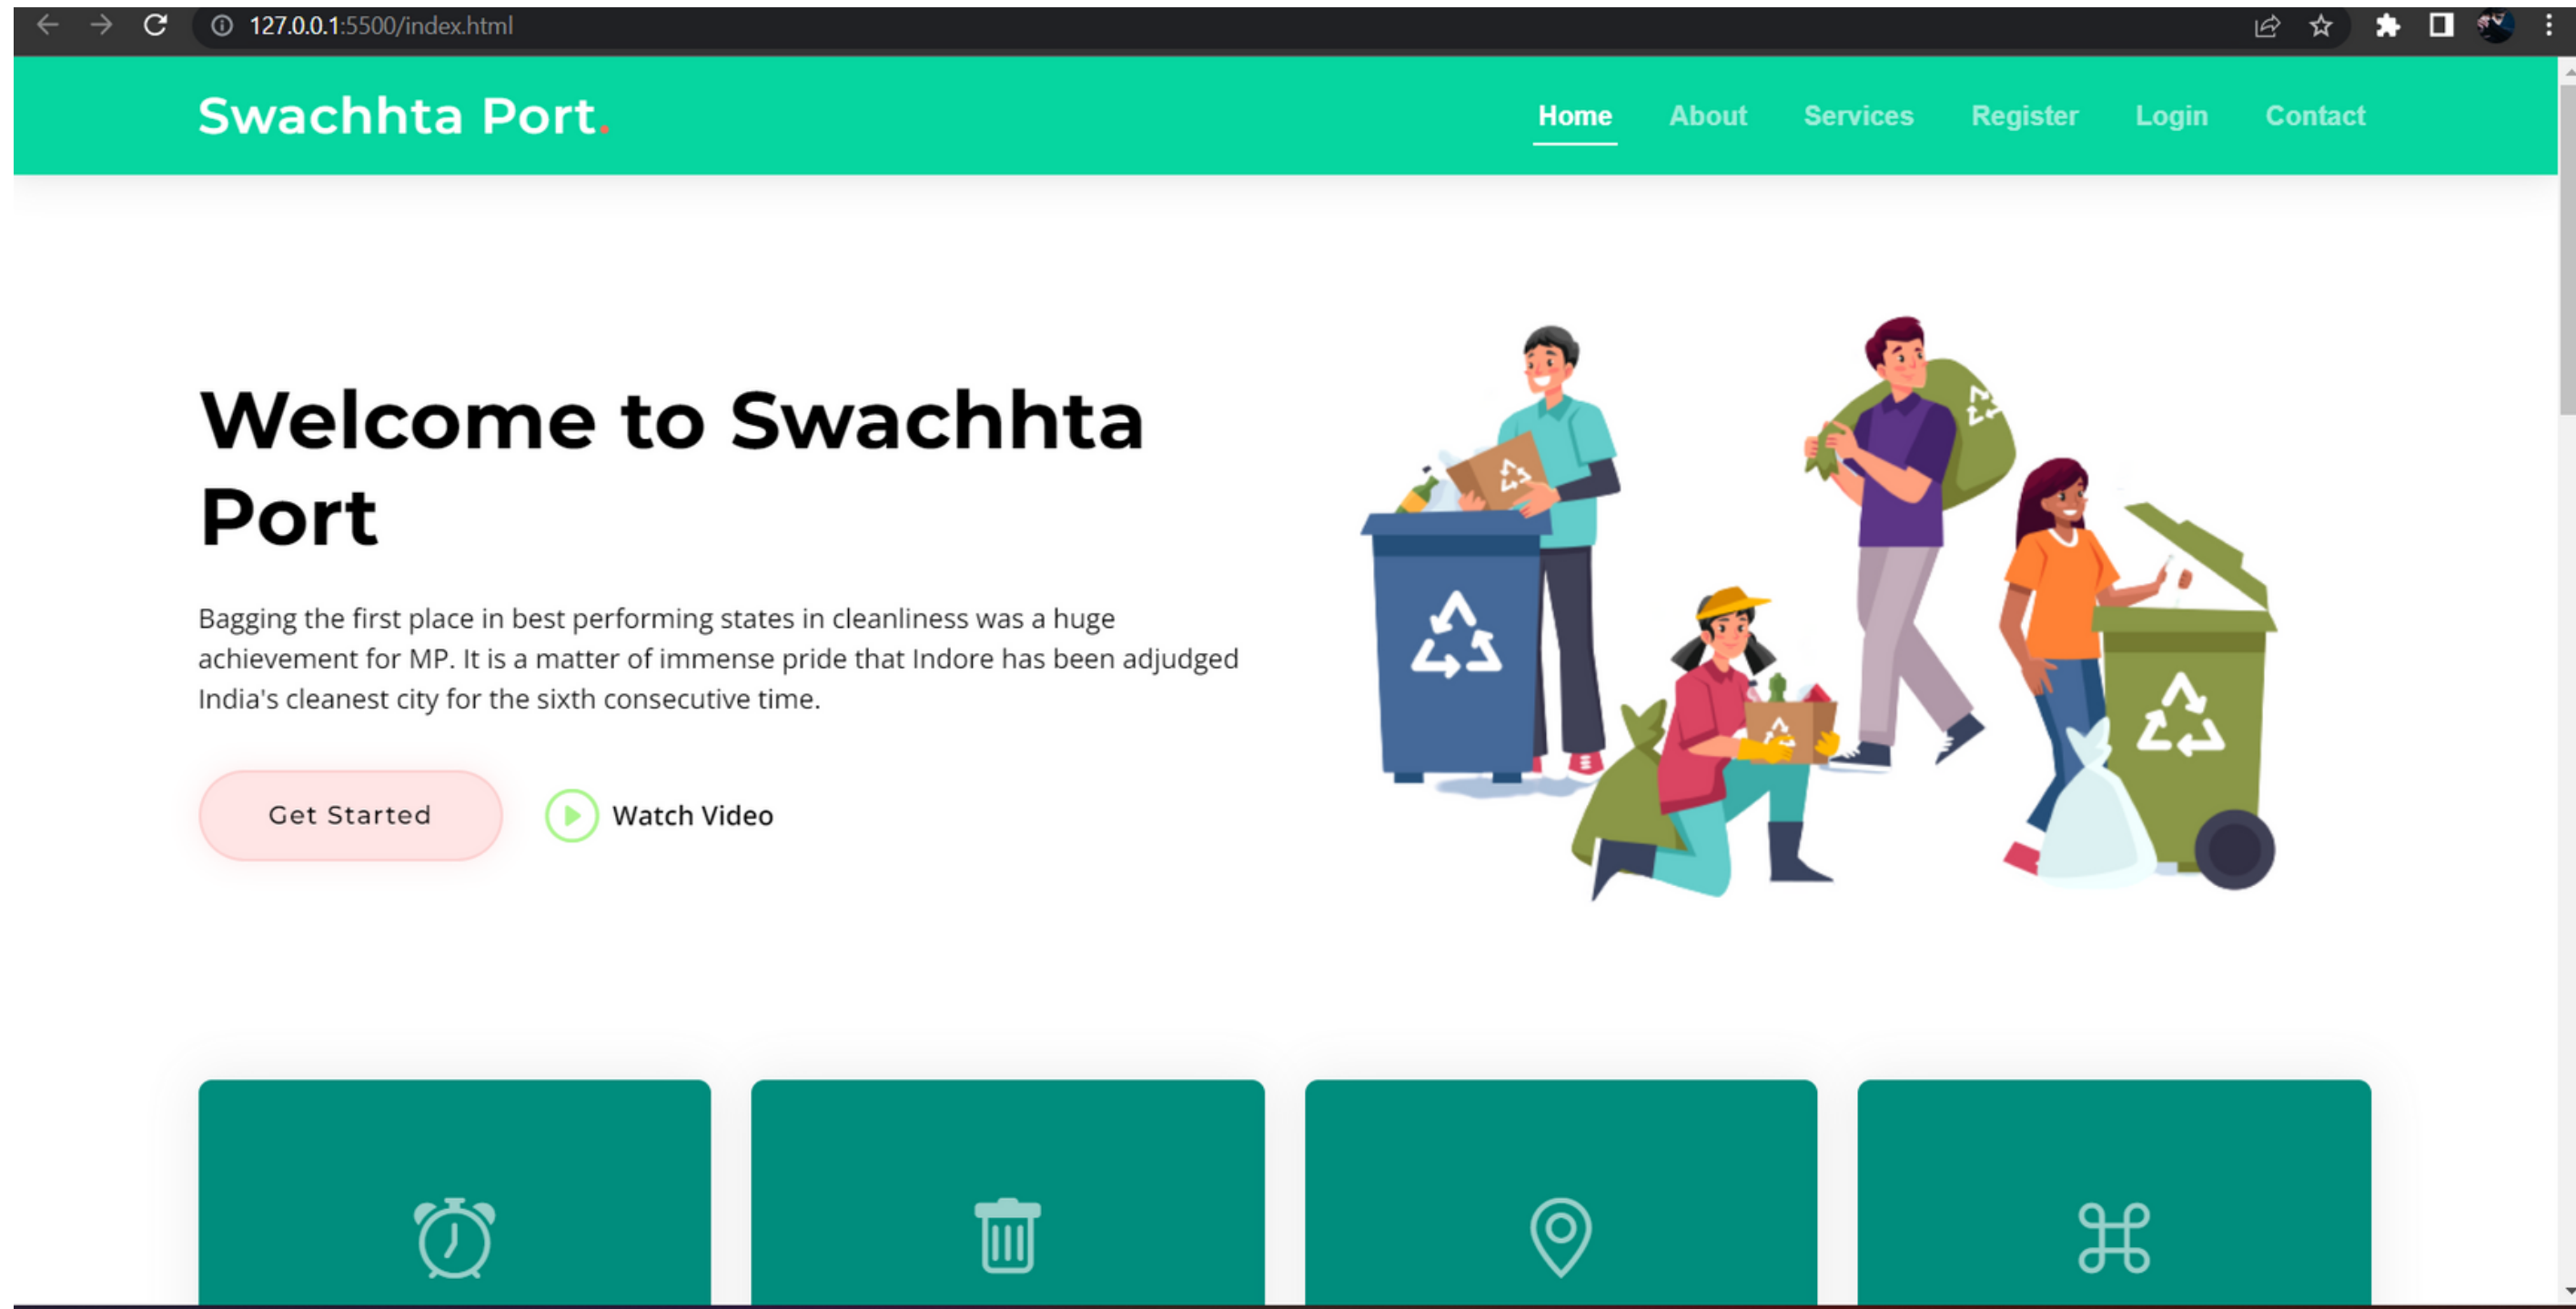 127.0.0.1:5500/index.html
Swachhta Port.
Home About Services Register Login Contact
Welcome to Swachhta
Port
Bagging the first place in best performing states in cleanliness was a huge
achievement for MP. It is a matter of immense pride that Indore has been adjudged
India's cleanest city for the sixth consecutive time.
Get Started
Watch Video